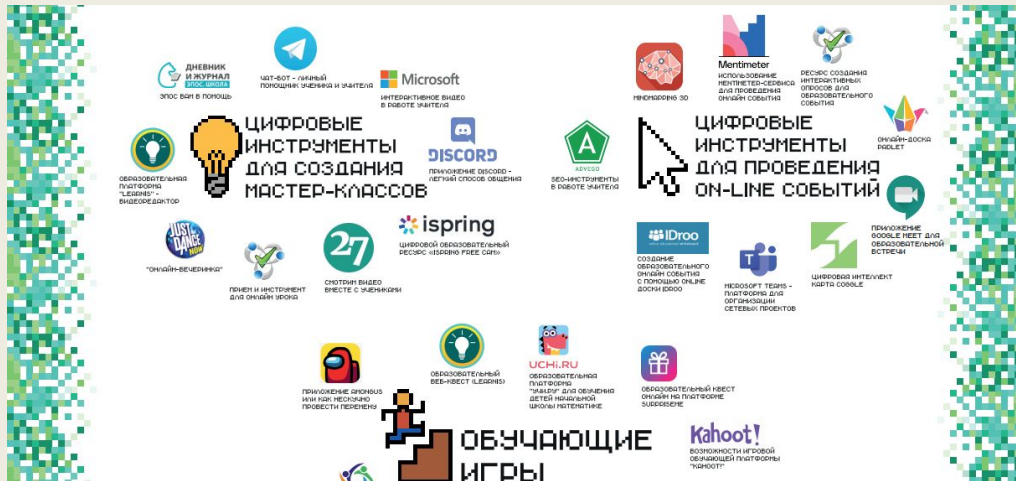 ДНЕВНИК
И ЖУРНАЛ
ЭПОС.ШКОЛА
ЭПОС ВАМ В ПОМОЩЬ
ЧАТ-БОТ - ЛИЧНЫЙ
ПОМОЩНИК УЧЕНИКА И УЧИТЕЛЯ
Microsoft
ИНТЕРАКТИВНОЕ ВИДЕО
В РАБОТЕ УЧИТЕЛЯ
ОБРАЗОВАТЕЛЬНАЯ
ПЛАТФОРМА
"LEARNIS" -
ВИДЕОРЕДАКТОР
ЦИФРОВЫЕ
ИНСТРУМЕНТЫ
ДЛЯ СОЗДАНИЯ
МАСТЕР-КЛАССОВ
DISCORD
ПРИЛОЖЕНИЕ DISCORD -
ЛЕГКИЙ СПОСОБ ОБЩЕНИЯ
JUST
DANCE
NOW
"ОНЛАЙН-ВЕЧЕРИНКА"
ПРИЕМ И ИНСТРУМЕНТ
ДЛЯ ОНЛАЙН УРОКА
27
СМОТРИМ ВИДЕО
ВМЕСТЕ С УЧЕНИКАМИ
ispring
ЦИФРОВОЙ ОБРАЗОВАТЕЛЬНЫЙ
РЕСУРС «ISPRING FREE CAM»
ADVEGO
SEO-ИНСТРУМЕНТЫ
В РАБОТЕ УЧИТЕЛЯ
MINDMAPPING 3D
Mentimeter
ИСПОЛЬЗОВАНИЕ
МЕНТИМЕТЕР-СЕРВИСА
ДЛЯ ПРОВЕДЕНИЯ
ОНЛАЙН СОБЫТИЯ
РЕСУРС СОЗДАНИЯ
ИНТЕРАКТИВНЫХ
ОПРОСОВ ДЛЯ
ОБРАЗОВАТЕЛЬНОГО
СОБЫТИЯ
ЦИФРОВЫЕ
ИНСТРУМЕНТЫ
ДЛЯ ПРОВЕДЕНИЯ
ON-LINE СОБЫТИЙ
ОНЛАЙН-ДОСКА
PADLET
ПРИЛОЖЕНИЕ
GOOGLE MEET ДЛЯ
ОБРАЗОВАТЕЛЬНОЙ
ВСТРЕЧИ
IDroo
СОЗДАНИЕ
ОБРАЗОВАТЕЛЬНОГО
ОНЛАЙН СОБЫТИЯ
С ПОМОЩЬЮ ONLINE
ДОСКИ IDROO
MICROSOFT TEAMS -
ПЛАТФОРМА ДЛЯ
ОРГАНИЗАЦИИ
СЕТЕВЫХ ПРОЕКТОВ
ЦИФРОВАЯ ИНТЕЛЛЕКТ
КАРТА COGGLE
ПРИЛОЖЕНИЕ AMONGUS
ИЛИ КАК НЕСКУЧНО
ПРОВЕСТИ ПЕРЕМЕНУ
ОБРАЗОВАТЕЛЬНЫЙ
ВЕБ-КВЕСТ (LEARNIS)
UCHi.RU
ОБРАЗОВАТЕЛЬНАЯ
ПЛАТФОРМА
"УЧИ.РУ" ДЛЯ ОБУЧЕНИЯ
ДЕТЕЙ НАЧАЛЬНОЙ
ШКОЛЫ МАТЕМАТИКЕ
ОБРАЗОВАТЕЛЬНЫЙ КВЕСТ
ОНЛАЙН НА ПЛАТФОРМЕ
SURPRISEME
ОБУЧАЮЩИЕ
ИГРЫ
Kahoot!
ВОЗМОЖНОСТИ ИГРОВОЙ
ОБУЧАЮЩЕЙ ПЛАТФОРМЫ
"КАНООТ!"